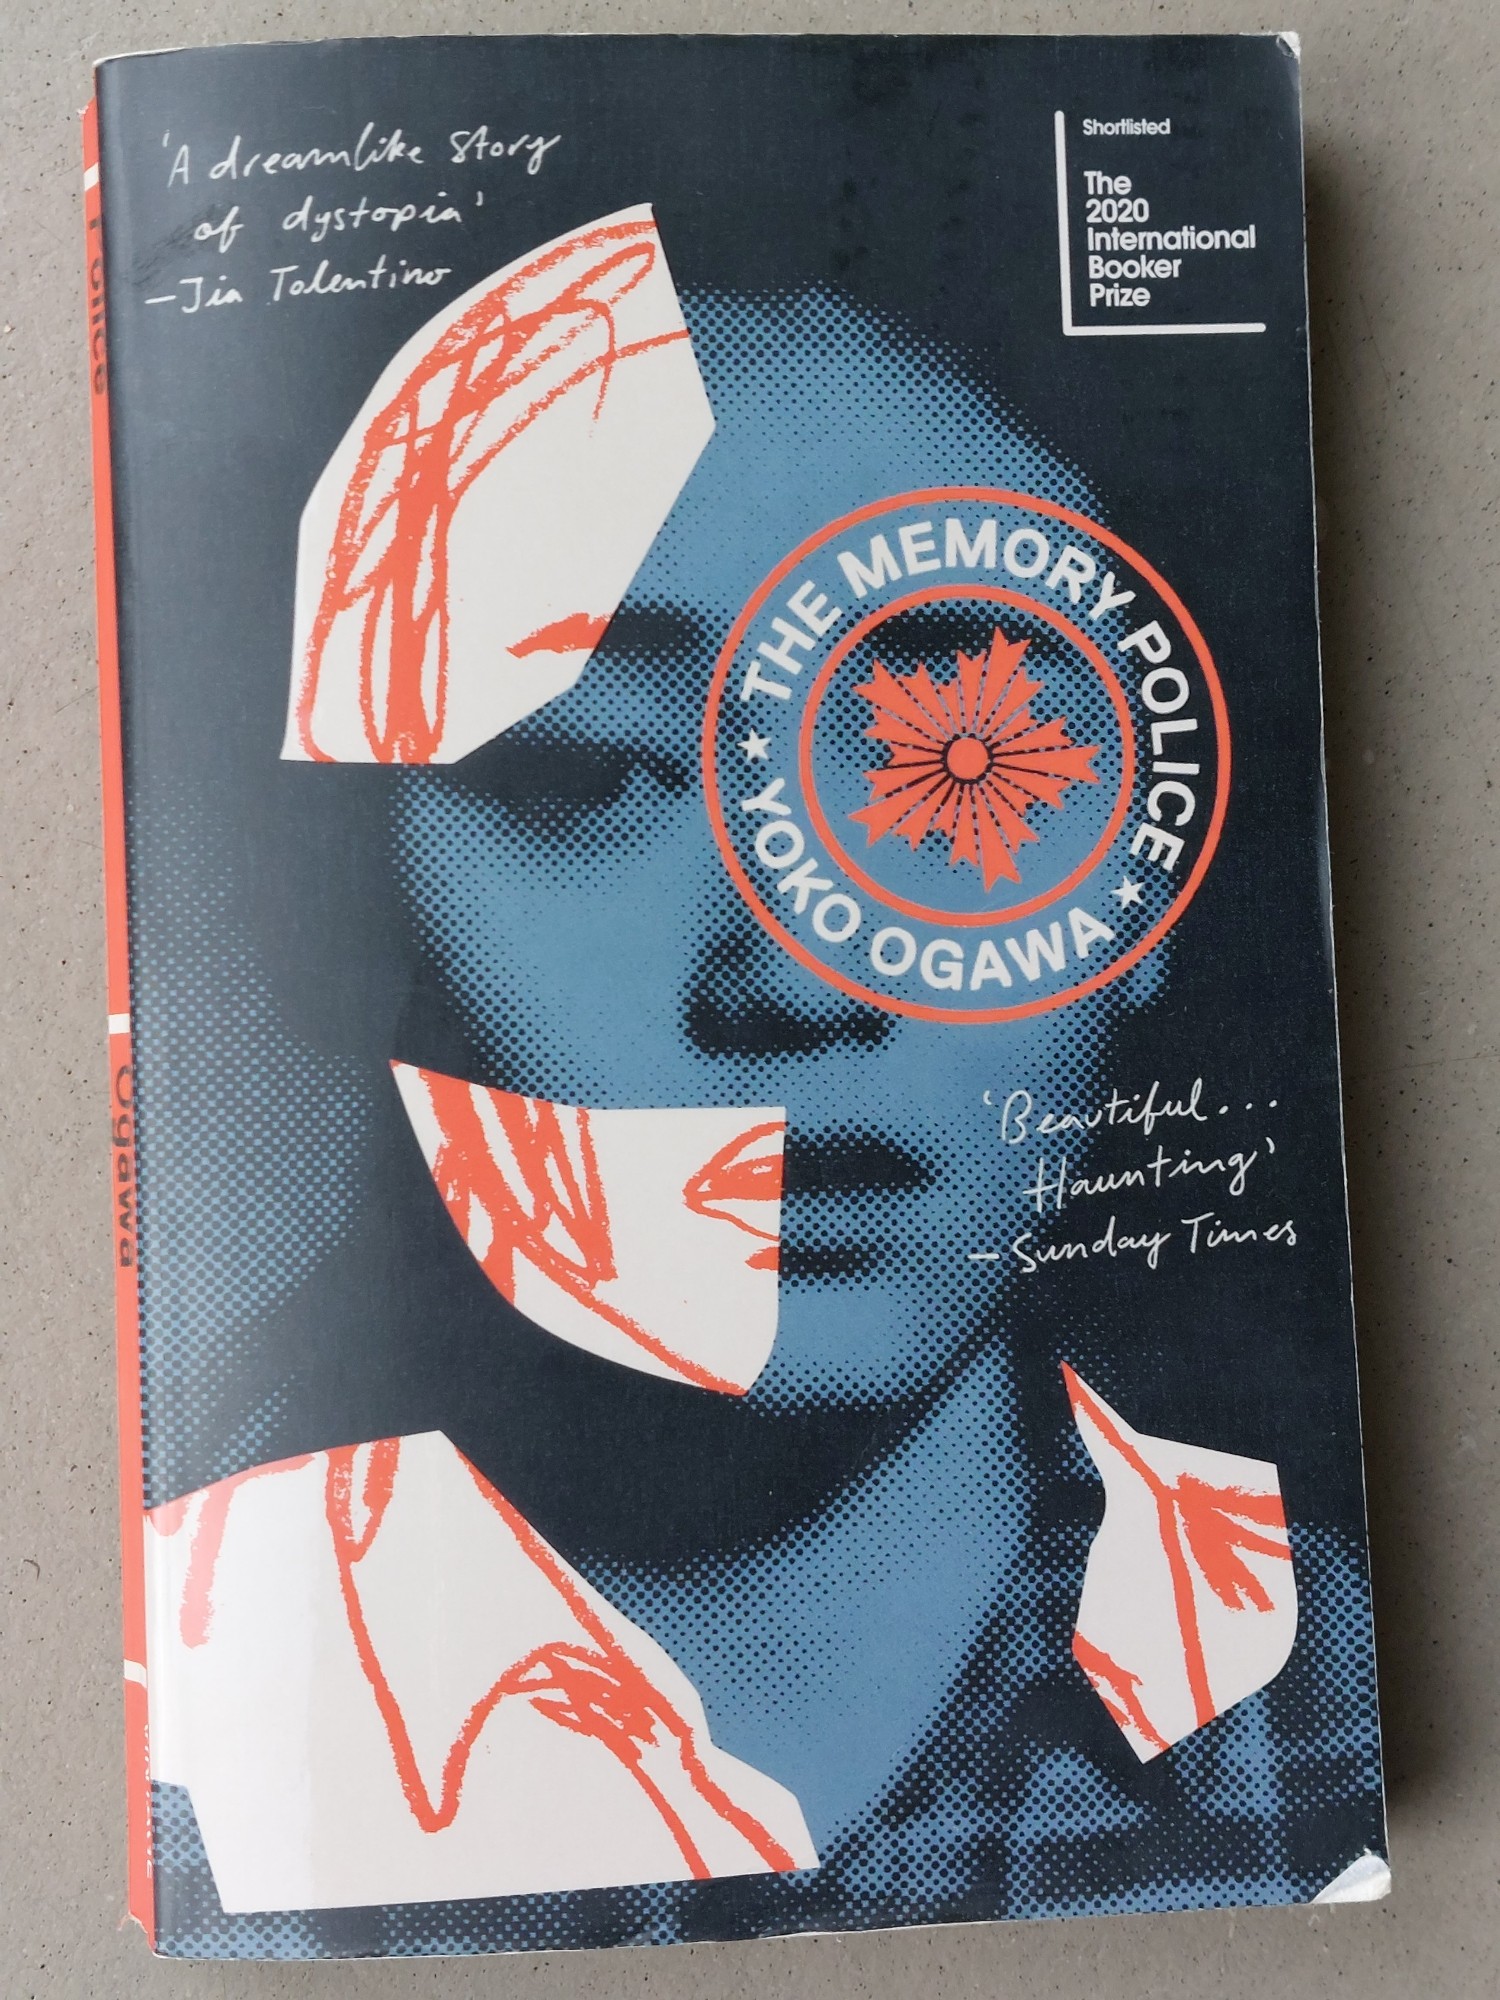 'A dreamlike story
of dystopia'
—Jia Tolentino
Shortlisted
The
2020
International
Booker
Prize
★ THE MEMORY POLICE ★
YOKO OGAWA
'Beautiful...
Haunting'
—Sunday Times
Police
Ogawa